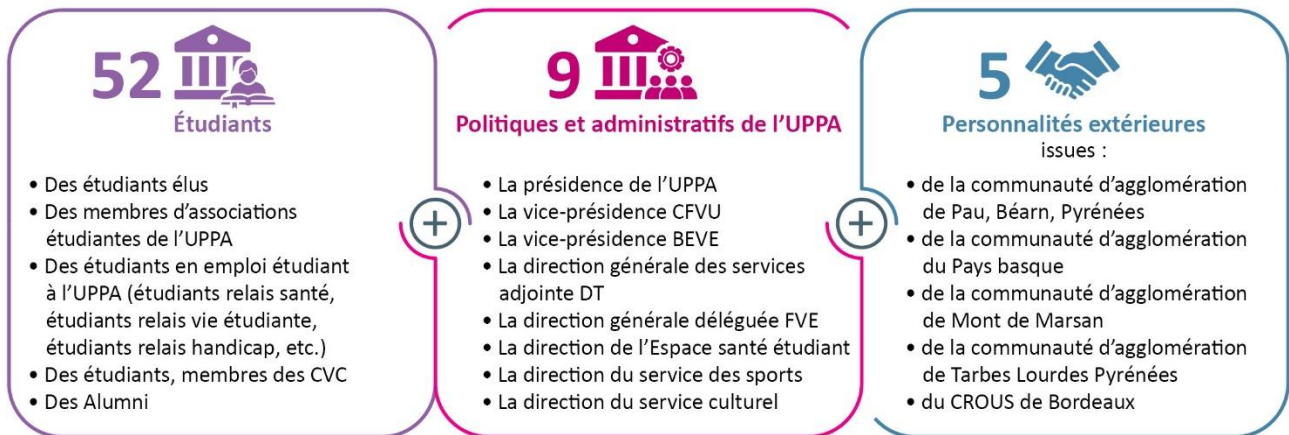 52
Étudiants
• Des étudiants élus
• Des membres d’associations
étudiantes de l’UPPA
• Des étudiants en emploi étudiant
à l’UPPA (étudiants relais santé,
étudiants relais vie étudiante,
étudiants relais handicap, etc.)
• Des étudiants, membres des CVC
• Des Alumni
+
9
Politiques et administratifs de l’UPPA
• La présidence de l’UPPA
• La vice-présidence CFVU
• La vice-présidence BEVE
• La direction générale des services
adjointe DT
• La direction générale déléguée FVE
• La direction de l’Espace santé étudiant
• La direction du service des sports
• La direction du service culturel
+
5
Personnalités extérieures
issues :
• de la communauté d’agglomération
de Pau, Béarn, Pyrénées
• de la communauté d’agglomération
du Pays basque
• de la communauté d’agglomération
de Mont de Marsan
• de la communauté d’agglomération
de Tarbes Lourdes Pyrénées
• du CROUS de Bordeaux